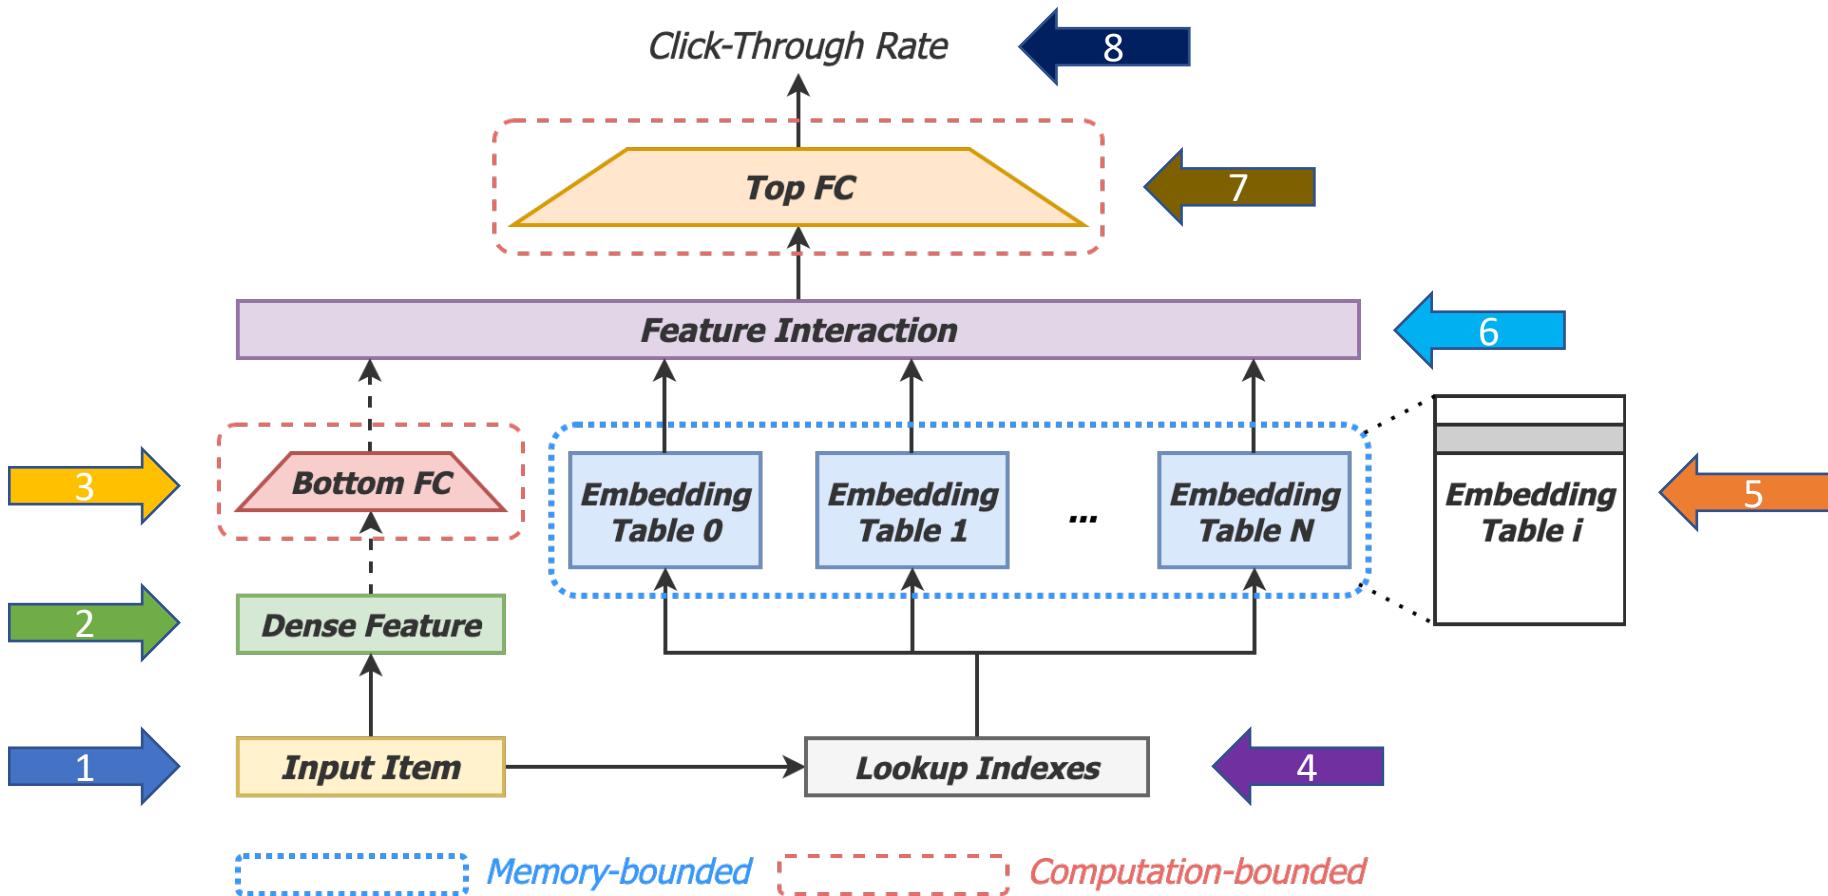 Click-Through Rate
8
Top FC
7
Feature Interaction
6
3
Bottom FC
Embedding
Table 0
Embedding
Table 1
...
Embedding
Table N
Embedding
Table i
5
2
Dense Feature
1
Input Item
Lookup Indexes
4
Memory-bounded
Computation-bounded